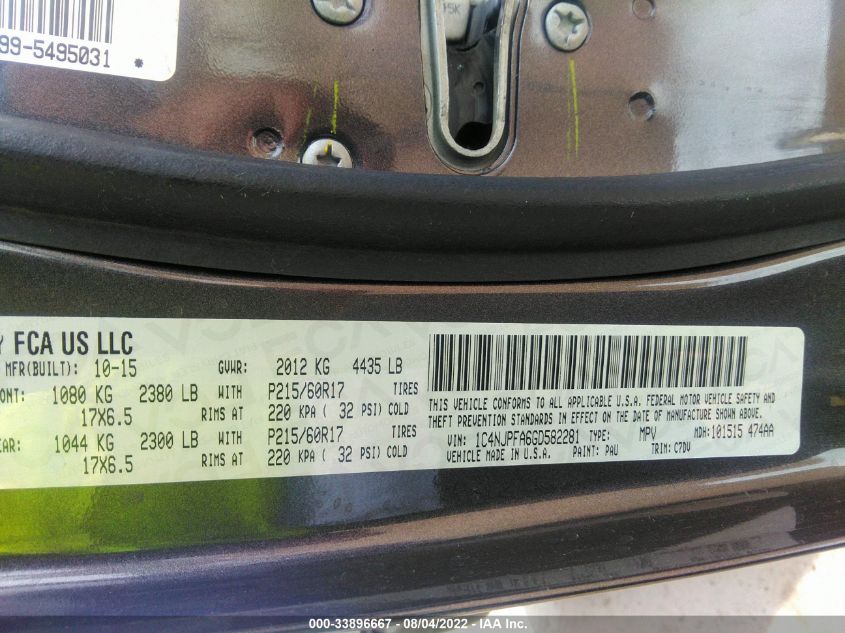 99-5495031 *
5K
Y FCA US LLC
MFR(BUILT): 10-15 GVWR: 2012 KG 4435 LB
ONT: 1080 KG 2380 LB WITH P215/60R17 TIRES
17X6.5 RIMS AT 220 KPA ( 32 PSI) COLD
EAR: 1044 KG 2300 LB WITH P215/60R17 TIRES
17X6.5 RIMS AT 220 KPA ( 32 PSI) COLD
THIS VEHICLE CONFORMS TO ALL APPLICABLE U.S.A. FEDERAL MOTOR VEHICLE SAFETY AND
THEFT PREVENTION STANDARDS IN EFFECT ON THE DATE OF MANUFACTURE SHOWN ABOVE.
VIN: 1C4NJPFA6GD582281 TYPE: MPV MDH: 101515 474AA
VEHICLE MADE IN U.S.A. PAINT: PAU TRIM: C7DV
000-33896667 - 08/04/2022 - IAA Inc.